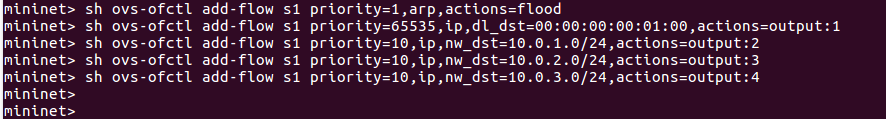 mininet> sh ovs-ofctl add-flow s1 priority=1,arp,actions=flood
mininet> sh ovs-ofctl add-flow s1 priority=65535,ip,dl_dst=00:00:00:00:01:00,actions=output:1
mininet> sh ovs-ofctl add-flow s1 priority=10,ip,nw_dst=10.0.1.0/24,actions=output:2
mininet> sh ovs-ofctl add-flow s1 priority=10,ip,nw_dst=10.0.2.0/24,actions=output:3
mininet> sh ovs-ofctl add-flow s1 priority=10,ip,nw_dst=10.0.3.0/24,actions=output:4
mininet>
mininet>